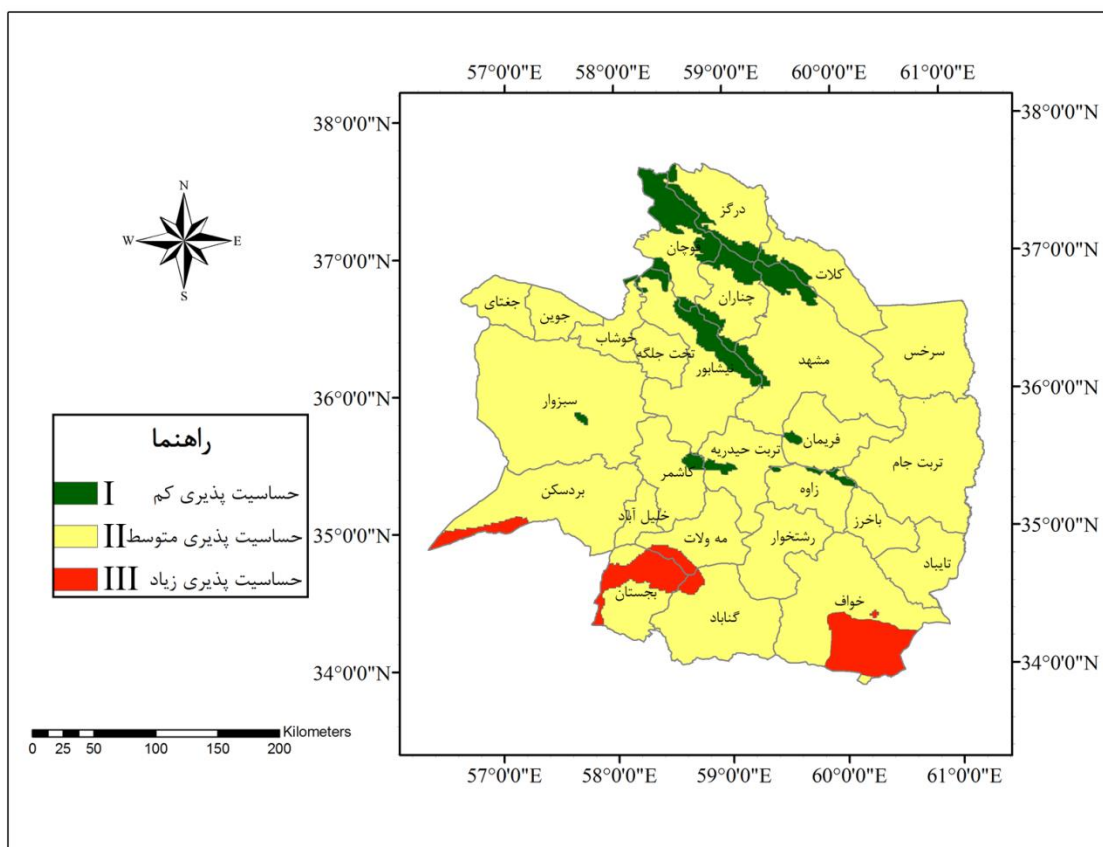 57°0'0"E 58°0'0"E 59°0'0"E 60°0'0"E 61°0'0"E
38°0'0"N 38°0'0"N
37°0'0"N 37°0'0"N
36°0'0"N 36°0'0"N
35°0'0"N 35°0'0"N
34°0'0"N 34°0'0"N
57°0'0"E 58°0'0"E 59°0'0"E 60°0'0"E 61°0'0"E
N
W E
S
درگز
قوچان
کلات
چناران
جغتای
جوین
خوشاب
تخت جلگه
نیشابور
مشهد
سرخس
سبزوار
فریمان
تربت حیدریه
تربت جام
کاشمر
زاوه
بردسکن
خلیل آباد
باخرز
مه ولات
رشتخوار
تایباد
بجستان
خواف
گناباد
راهنما
حساسیت پذیری کم I
حساسیت پذیری متوسط II
حساسیت پذیری زیاد III
Kilometers
0 25 50 100 150 200